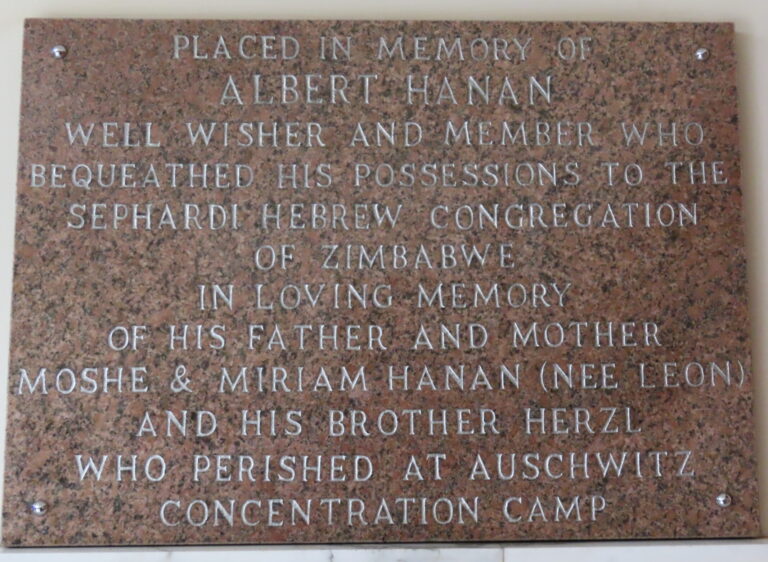 PLACED IN MEMORY OF
ALBERT HANAN
WELL WISHER AND MEMBER WHO
BEQUEATHED HIS POSSESSIONS TO THE
SEPHARDI HEBREW CONGREGATION
OF ZIMBABWE
IN LOVING MEMORY
OF HIS FATHER AND MOTHER
MOSHE & MIRIAM HANAN (NEE LEON)
AND HIS BROTHER HERZL
WHO PERISHED AT AUSCHWITZ
CONCENTRATION CAMP